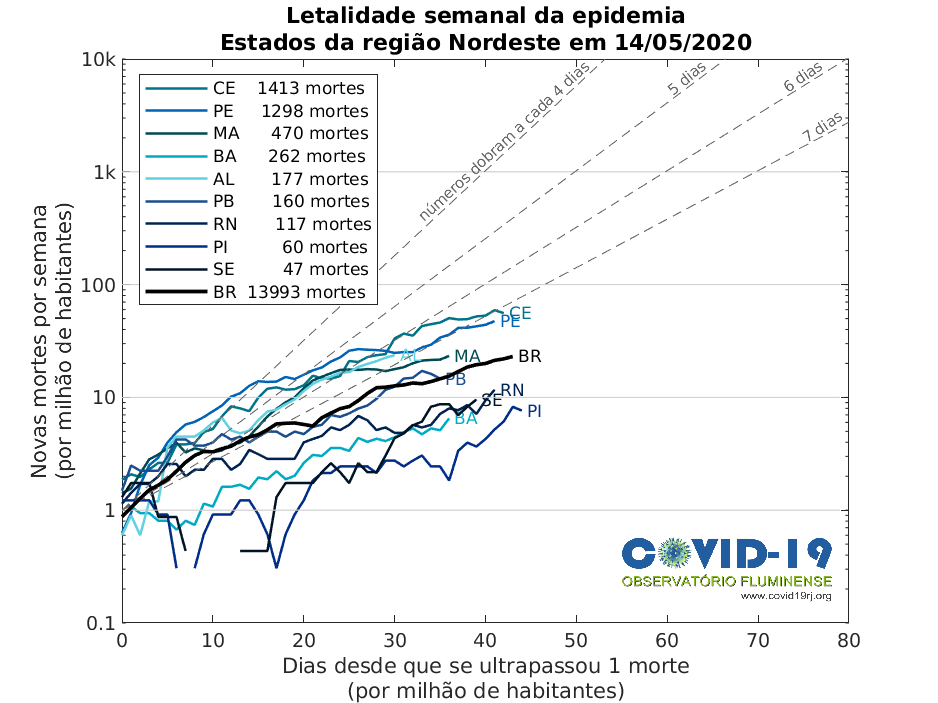 Letalidade semanal da epidemia
Estados da região Nordeste em 14/05/2020
Novas mortes por semana
(por milhão de habitantes)
10k
1k
100
10
1
0.1
CE 1413 mortes
PE 1298 mortes
MA 470 mortes
BA 262 mortes
AL 177 mortes
PB 160 mortes
RN 117 mortes
PI 60 mortes
SE 47 mortes
BR 13993 mortes
números dobram a cada 4 dias
5 dias
6 dias
7 dias
CE
PE
AL
MA
BR
PB
RN
SE
PI
BA
COVID-19
OBSERVATÓRIO FLUMINENSE
www.covid19rj.org
0 10 20 30 40 50 60 70 80
Dias desde que se ultrapassou 1 morte
(por milhão de habitantes)